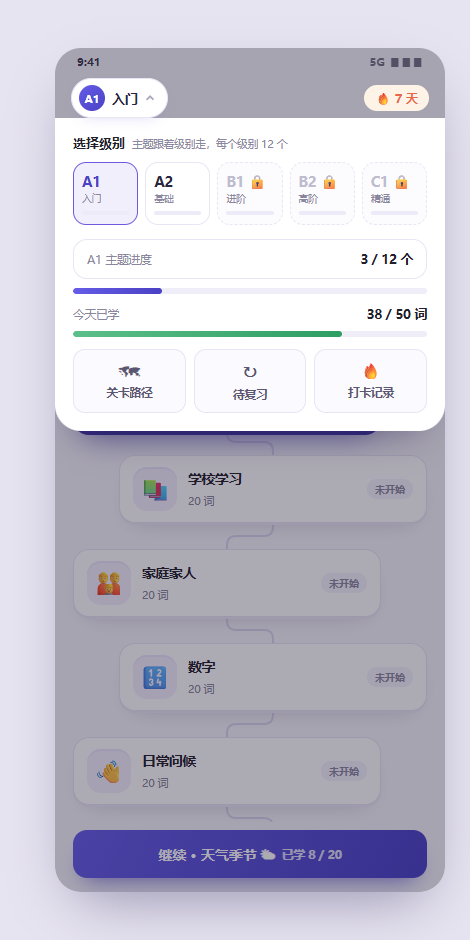 9:41 5G
A1 入门 7 天
选择级别 主题跟着级别走，每个级别 12 个
A1 A2 B1 B2 C1
入门 基础 进阶 高阶 精通
A1 主题进度 3 / 12 个
今天已学 38 / 50 词
关卡路径 待复习 打卡记录
学校学习
20 词
未开始
家庭家人
20 词
未开始
数字
20 词
未开始
日常问候
20 词
未开始
继续 • 天气季节 已学 8 / 20